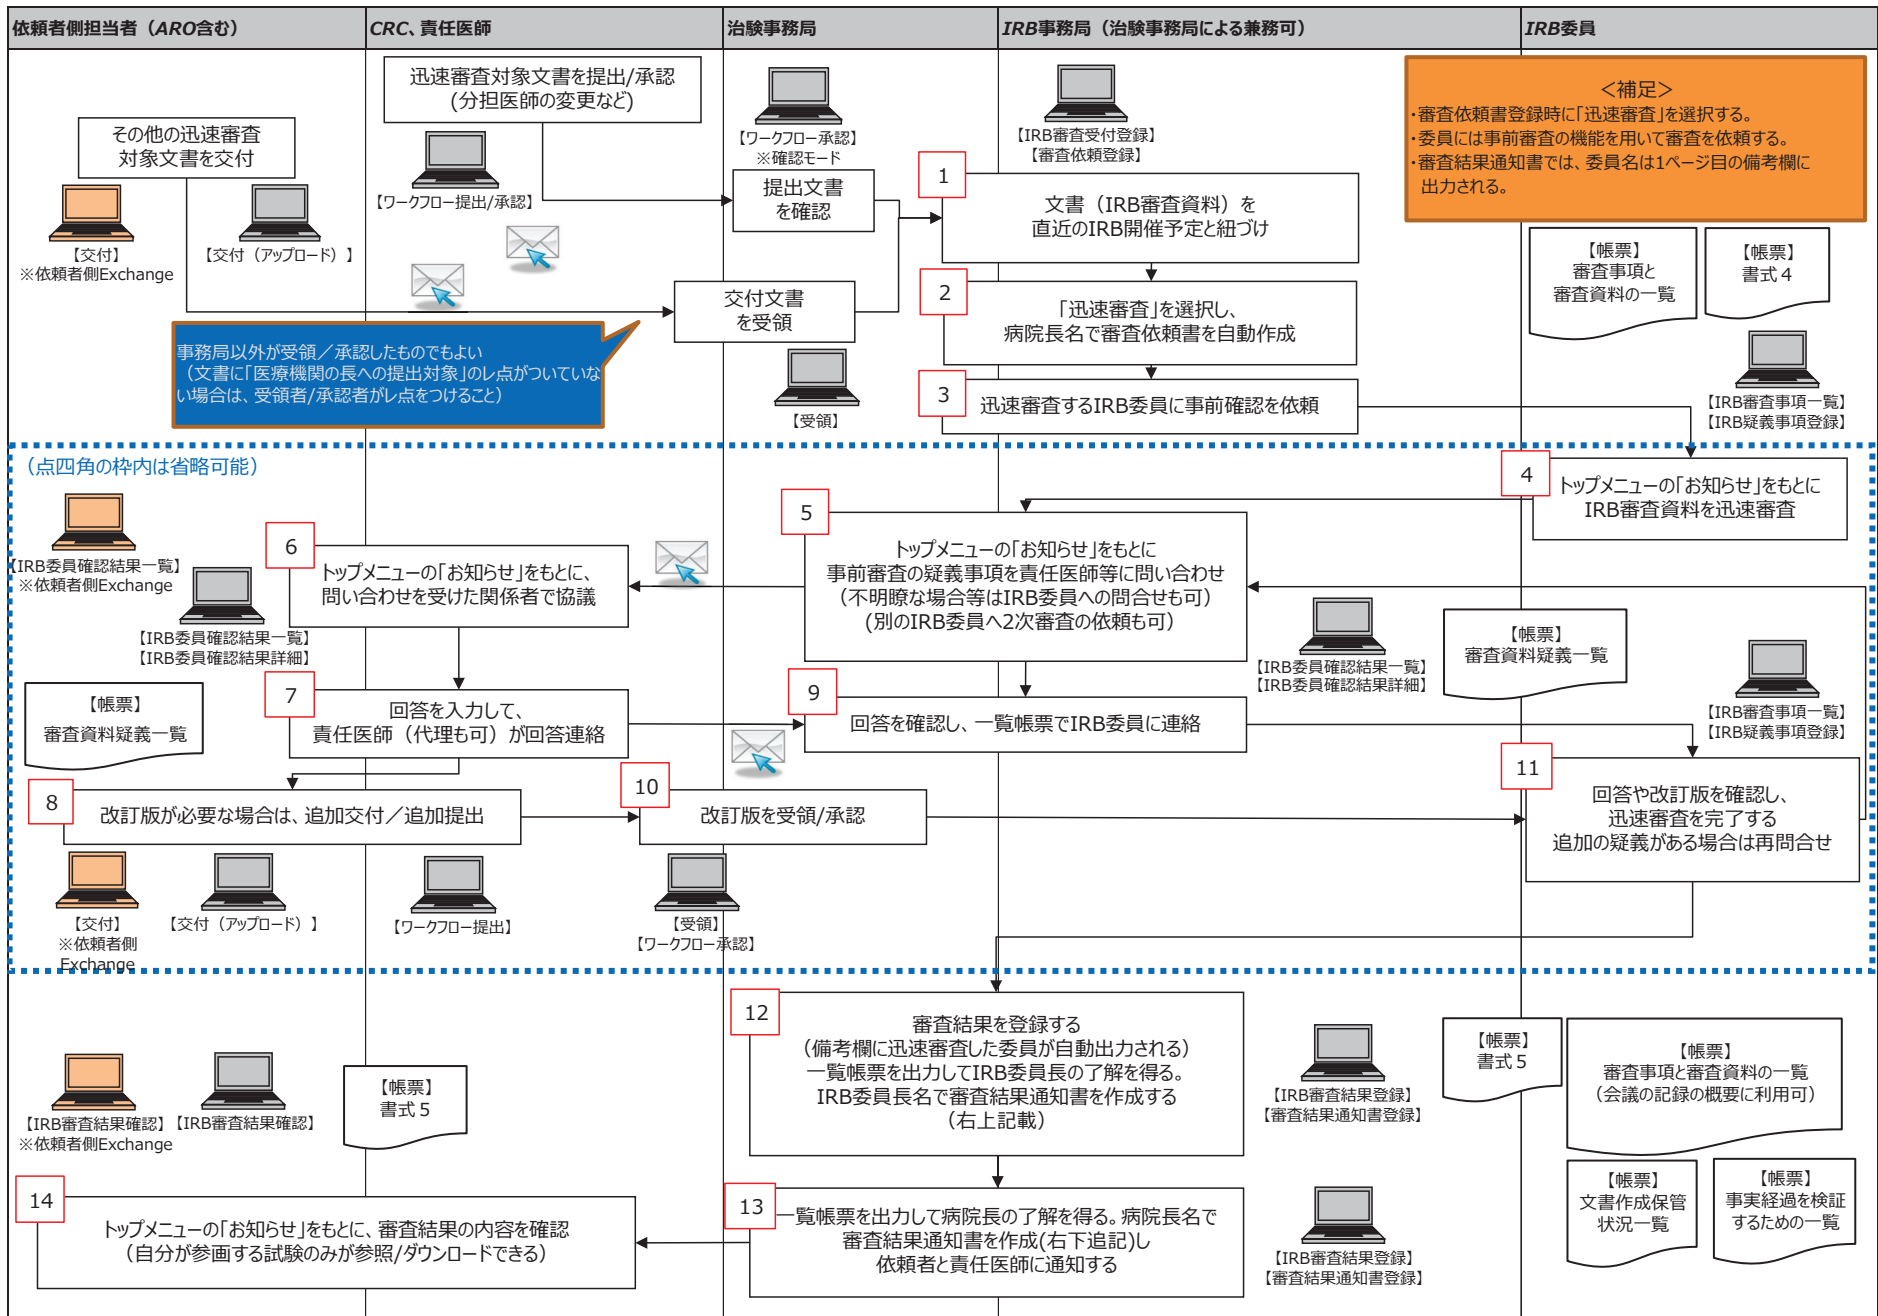 依頼者側担当者（ARO含む）
CRC、責任医師
治験事務局
IRB事務局（治験事務局による兼務可）
IRB委員
迅速審査対象文書を提出/承認
(分担医師の変更など)
その他の迅速審査
対象文書を交付
【交付】
※依頼者側Exchange
【交付（アップロード）】
【ワークフロー提出/承認】
【ワークフロー承認】
※確認モード
提出文書
を確認
交付文書
を受領
【受領】
事務局以外が受領／承認したものでもよい
（文書に「医療機関の長への提出対象」のレ点がついていな
い場合は、受領者/承認者がレ点をつけること）
【IRB審査受付登録】
【審査依頼登録】
1
文書（IRB審査資料）を
直近のIRB開催予定と紐づけ
2
「迅速審査」を選択し、
病院長名で審査依頼書を自動作成
3
迅速審査するIRB委員に事前確認を依頼
＜補足＞
・審査依頼書登録時に「迅速審査」を選択する。
・委員には事前審査の機能を用いて審査を依頼する。
・審査結果通知書では、委員名は1ページ目の備考欄に
出力される。
【帳票】
審査事項と
審査資料の一覧
【帳票】
書式４
【IRB審査事項一覧】
【IRB疑義事項登録】
（点四角の枠内は省略可能）
4
トップメニューの「お知らせ」をもとに
IRB審査資料を迅速審査
5
トップメニューの「お知らせ」をもとに
事前審査の疑義事項を責任医師等に問い合わせ
（不明瞭な場合等はIRB委員への問合せも可）
(別のIRB委員へ2次審査の依頼も可）
6
トップメニューの「お知らせ」をもとに、
問い合わせを受けた関係者で協議
【IRB委員確認結果一覧】
※依頼者側Exchange
【IRB委員確認結果一覧】
【IRB委員確認結果詳細】
【IRB委員確認結果一覧】
【IRB委員確認結果詳細】
【帳票】
審査資料疑義一覧
【IRB審査事項一覧】
【IRB疑義事項登録】
【帳票】
審査資料疑義一覧
7
回答を入力して、
責任医師（代理も可）が回答連絡
9
回答を確認し、一覧帳票でIRB委員に連絡
8
改訂版が必要な場合は、追加交付／追加提出
10
改訂版を受領/承認
11
回答や改訂版を確認し、
迅速審査を完了する
追加の疑義がある場合は再問合せ
【交付】
※依頼者側
Exchange
【交付（アップロード）】
【ワークフロー提出】
【受領】
【ワークフロー承認】
12
審査結果を登録する
（備考欄に迅速審査した委員が自動出力される）
一覧帳票を出力してIRB委員長の了解を得る。
IRB委員長名で審査結果通知書を作成する
（右上記載）
【IRB審査結果確認】
※依頼者側Exchange
【IRB審査結果確認】
【帳票】
書式５
【IRB審査結果登録】
【審査結果通知書登録】
【帳票】
書式５
【帳票】
審査事項と審査資料の一覧
（会議の記録の概要に利用可）
13
一覧帳票を出力して病院長の了解を得る。病院長名で
審査結果通知書を作成(右下追記)し
依頼者と責任医師に通知する
14
トップメニューの「お知らせ」をもとに、審査結果の内容を確認
（自分が参画する試験のみが参照/ダウンロードできる）
【IRB審査結果登録】
【審査結果通知書登録】
【帳票】
文書作成保管
状況一覧
【帳票】
事実経過を検証
するための一覧